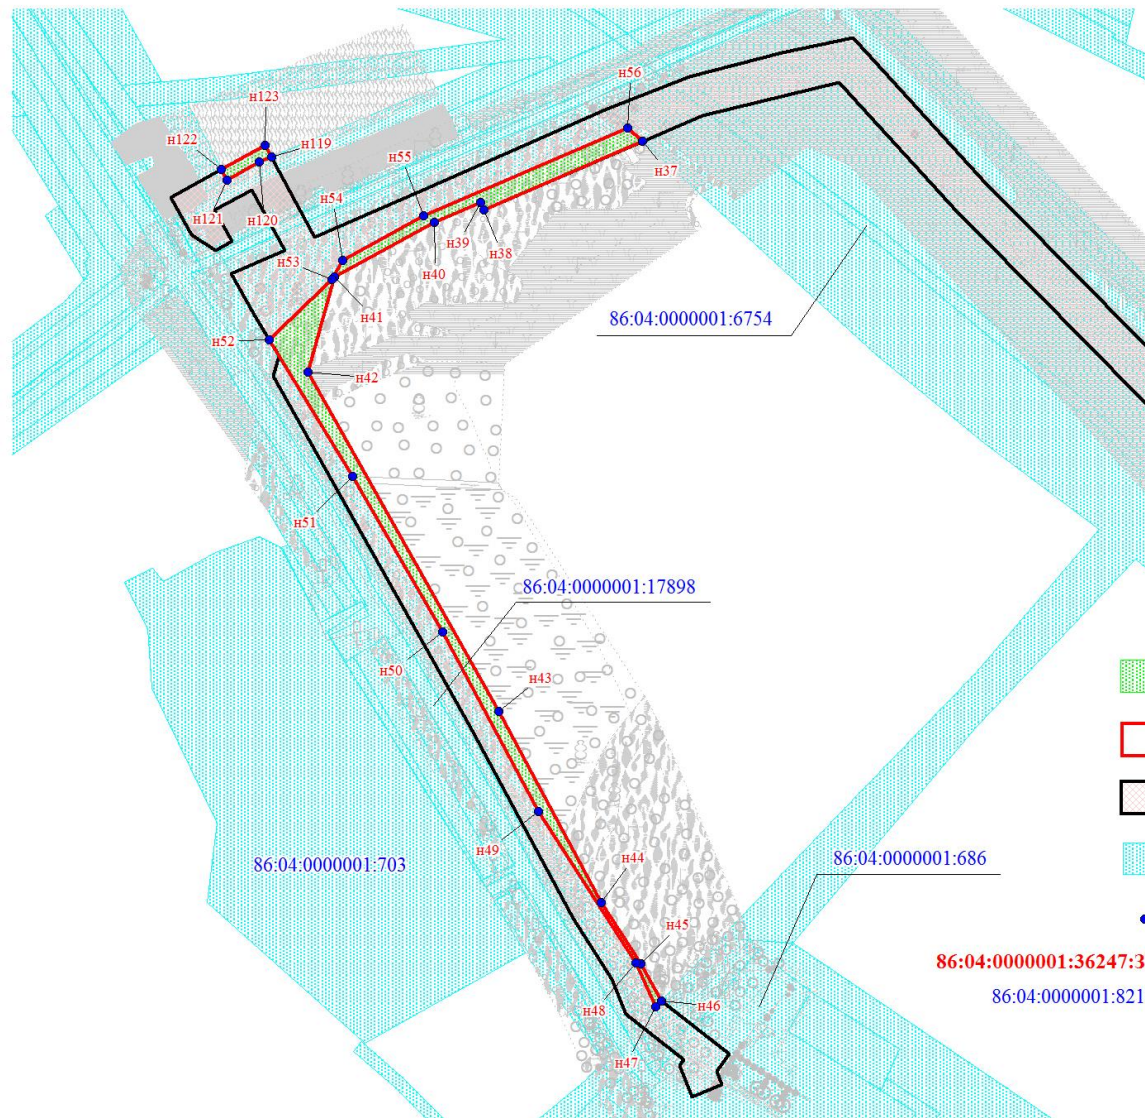 н56
н123
н122
н119
н55
н37
н54
н121
н120
н39
н38
н53
н40
н41
86:04:0000001:6754
н52
н42
н51
86:04:0000001:17898
н50
н43
н49
86:04:0000001:703
86:04:0000001:686
н44
н45
86:04:0000001:36247:3
86:04:0000001:821
н46
н48
н47